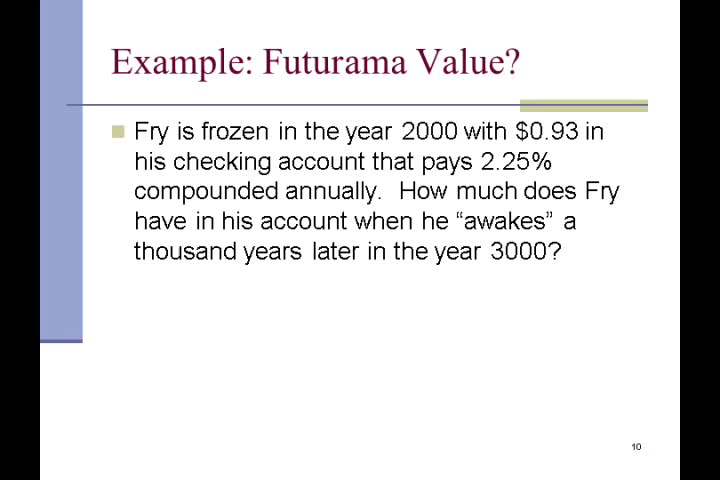 Example: Futurama Value?
Fry is frozen in the year 2000 with $0.93 in
his checking account that pays 2.25%
compounded annually.  How much does Fry
have in his account when he “awakes” a
thousand years later in the year 3000?
10